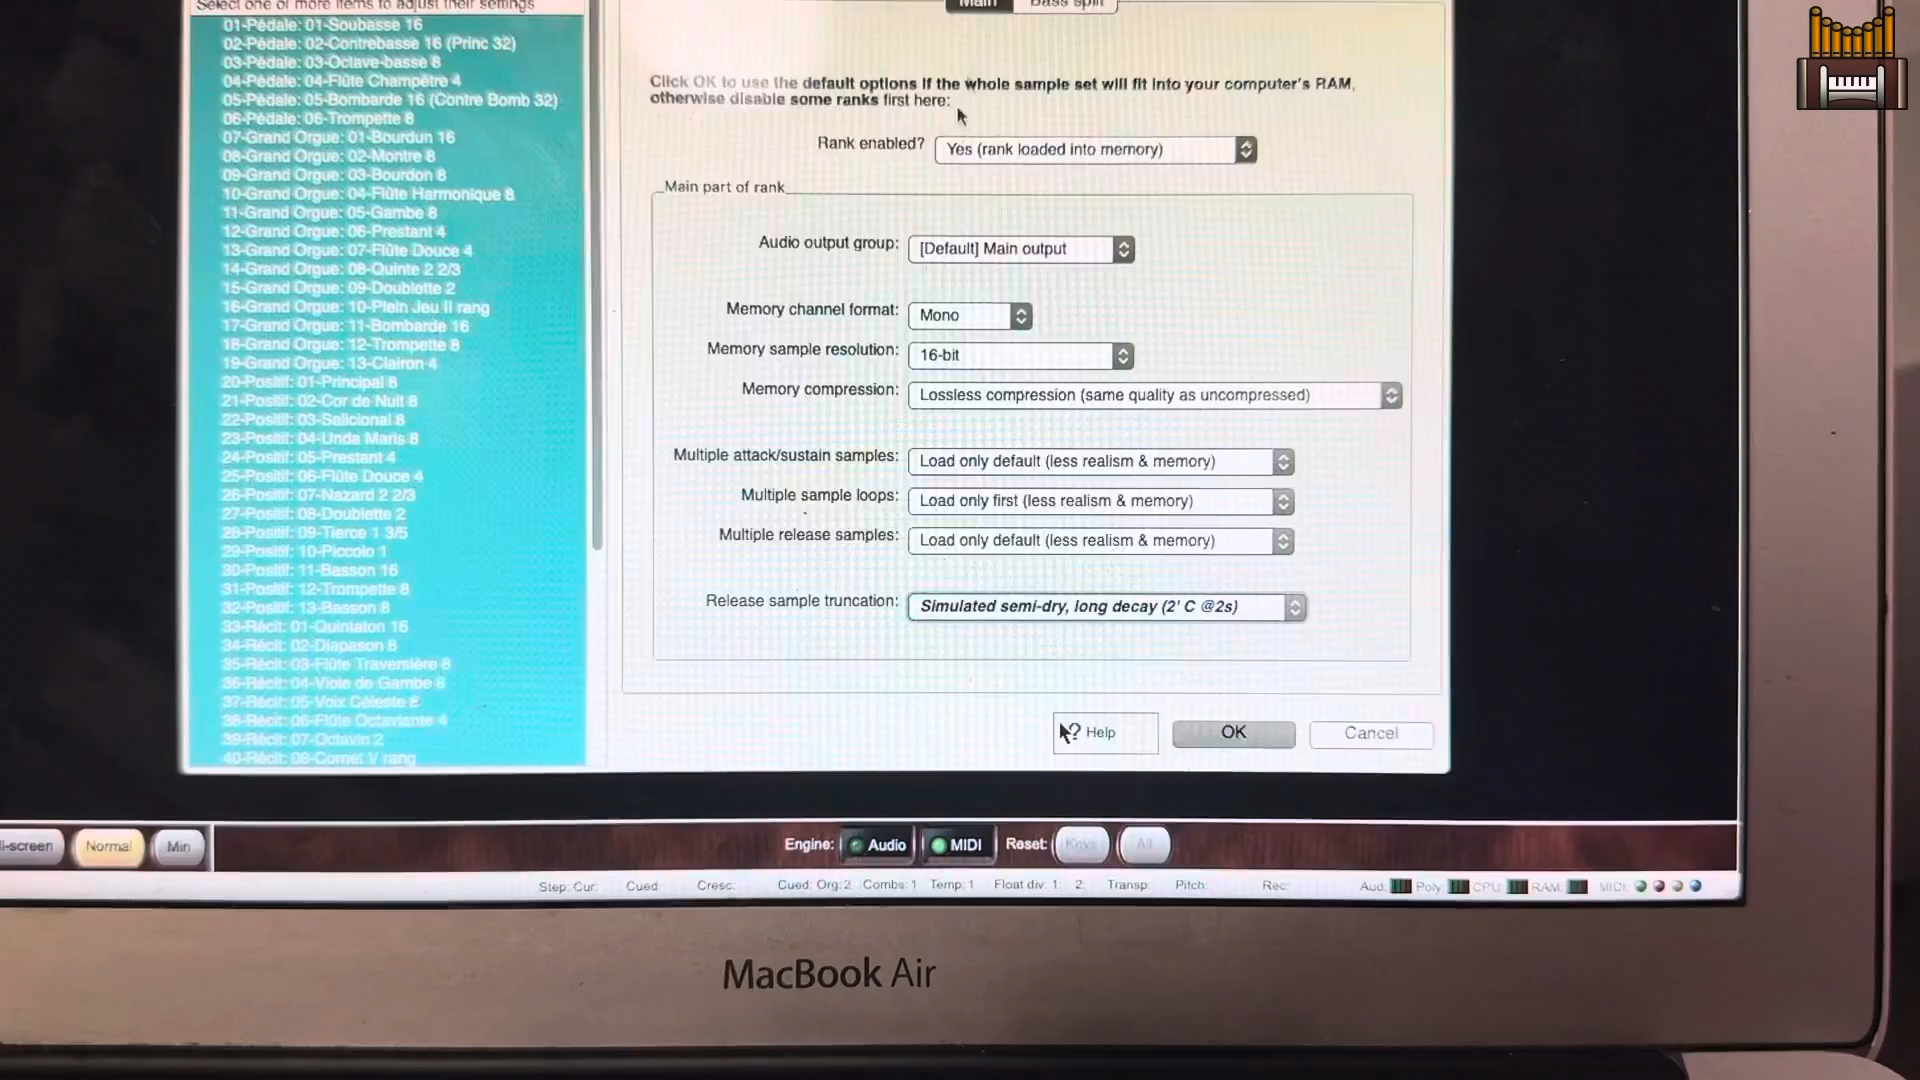 Select one or more items to adjust their settings
01-Pédale: 01-Soubasse 16
02-Pédale: 02-Contrebasse 16 (Princ 32)
03-Pédale: 03-Octave-basse 8
04-Pédale: 04-Flûte Champêtre 4
05-Pédale: 05-Bombarde 16 (Contre Bomb 32)
06-Pédale: 06-Trompette 8
07-Grand Orgue: 01-Bourdun 16
08-Grand Orgue: 02-Montre 8
09-Grand Orgue: 03-Bourdon 8
10-Grand Orgue: 04-Flûte Harmonique 8
11-Grand Orgue: 05-Gambe 8
12-Grand Orgue: 06-Prestant 4
13-Grand Orgue: 07-Flûte Douce 4
14-Grand Orgue: 08-Quinte 2 2/3
15-Grand Orgue: 09-Doublette 2
16-Grand Orgue: 10-Plein Jeu II rang
17-Grand Orgue: 11-Bombarde 16
18-Grand Orgue: 12-Trompette 8
19-Grand Orgue: 13-Clairon 4
20-Positif: 01-Principal 8
21-Positif: 02-Cor de Nuit 8
22-Positif: 03-Salicional 8
23-Positif: 04-Unda Maris 8
24-Positif: 05-Prestant 4
25-Positif: 06-Flûte Douce 4
26-Positif: 07-Nazard 2 2/3
27-Positif: 08-Doublette 2
28-Positif: 09-Tierce 1 3/5
29-Positif: 10-Piccolo 1
30-Positif: 11-Basson 16
31-Positif: 12-Trompette 8
32-Positif: 13-Basson 8
33-Récit: 01-Quintaton 16
34-Récit: 02-Diapason 8
35-Récit: 03-Flûte Traversière 8
36-Récit: 04-Viole de Gambe 8
37-Récit: 05-Voix Céleste 8
38-Récit: 06-Flûte Octaviante 4
39-Récit: 07-Octavin 2
40-Récit: 08-Cornet V rang
Main Bass split
Click OK to use the default options if the whole sample set will fit into your computer's RAM,
otherwise disable some ranks first here:
Rank enabled? Yes (rank loaded into memory)
Main part of rank
Audio output group: [Default] Main output
Memory channel format: Mono
Memory sample resolution: 16-bit
Memory compression: Lossless compression (same quality as uncompressed)
Multiple attack/sustain samples: Load only default (less realism & memory)
Multiple sample loops: Load only first (less realism & memory)
Multiple release samples: Load only default (less realism & memory)
Release sample truncation: Simulated semi-dry, long decay (2' C @2s)
? Help OK Cancel
l-screen Normal Min Engine: Audio MIDI Reset: Keys All
Step: Cur: Cued: Cresc: Cued: Org:2 Combs:1 Temp:1 Float div: 1: 2: Transp: Pitch: Rec: Aud: Poly: CPU: RAM: MIDI:
MacBook Air